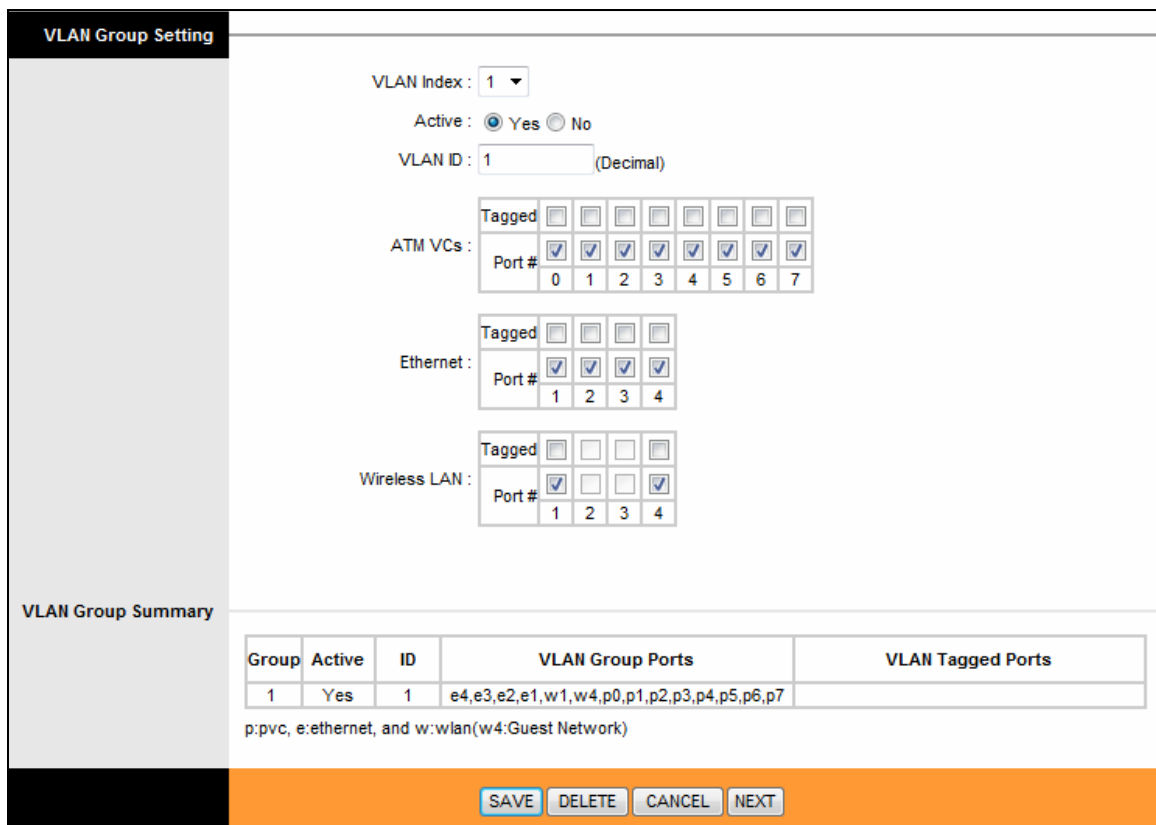 VLAN Group Setting
VLAN Index : 1
Active : Yes No
VLAN ID : 1 (Decimal)
ATM VCs :
Tagged
Port #
0 1 2 3 4 5 6 7
Ethernet :
Tagged
Port #
1 2 3 4
Wireless LAN :
Tagged
Port #
1 2 3 4
VLAN Group Summary
Group Active ID VLAN Group Ports VLAN Tagged Ports
1 Yes 1 e4,e3,e2,e1,w1,w4,p0,p1,p2,p3,p4,p5,p6,p7
p:pvc, e:ethernet, and w:wlan(w4:Guest Network)
SAVE DELETE CANCEL NEXT